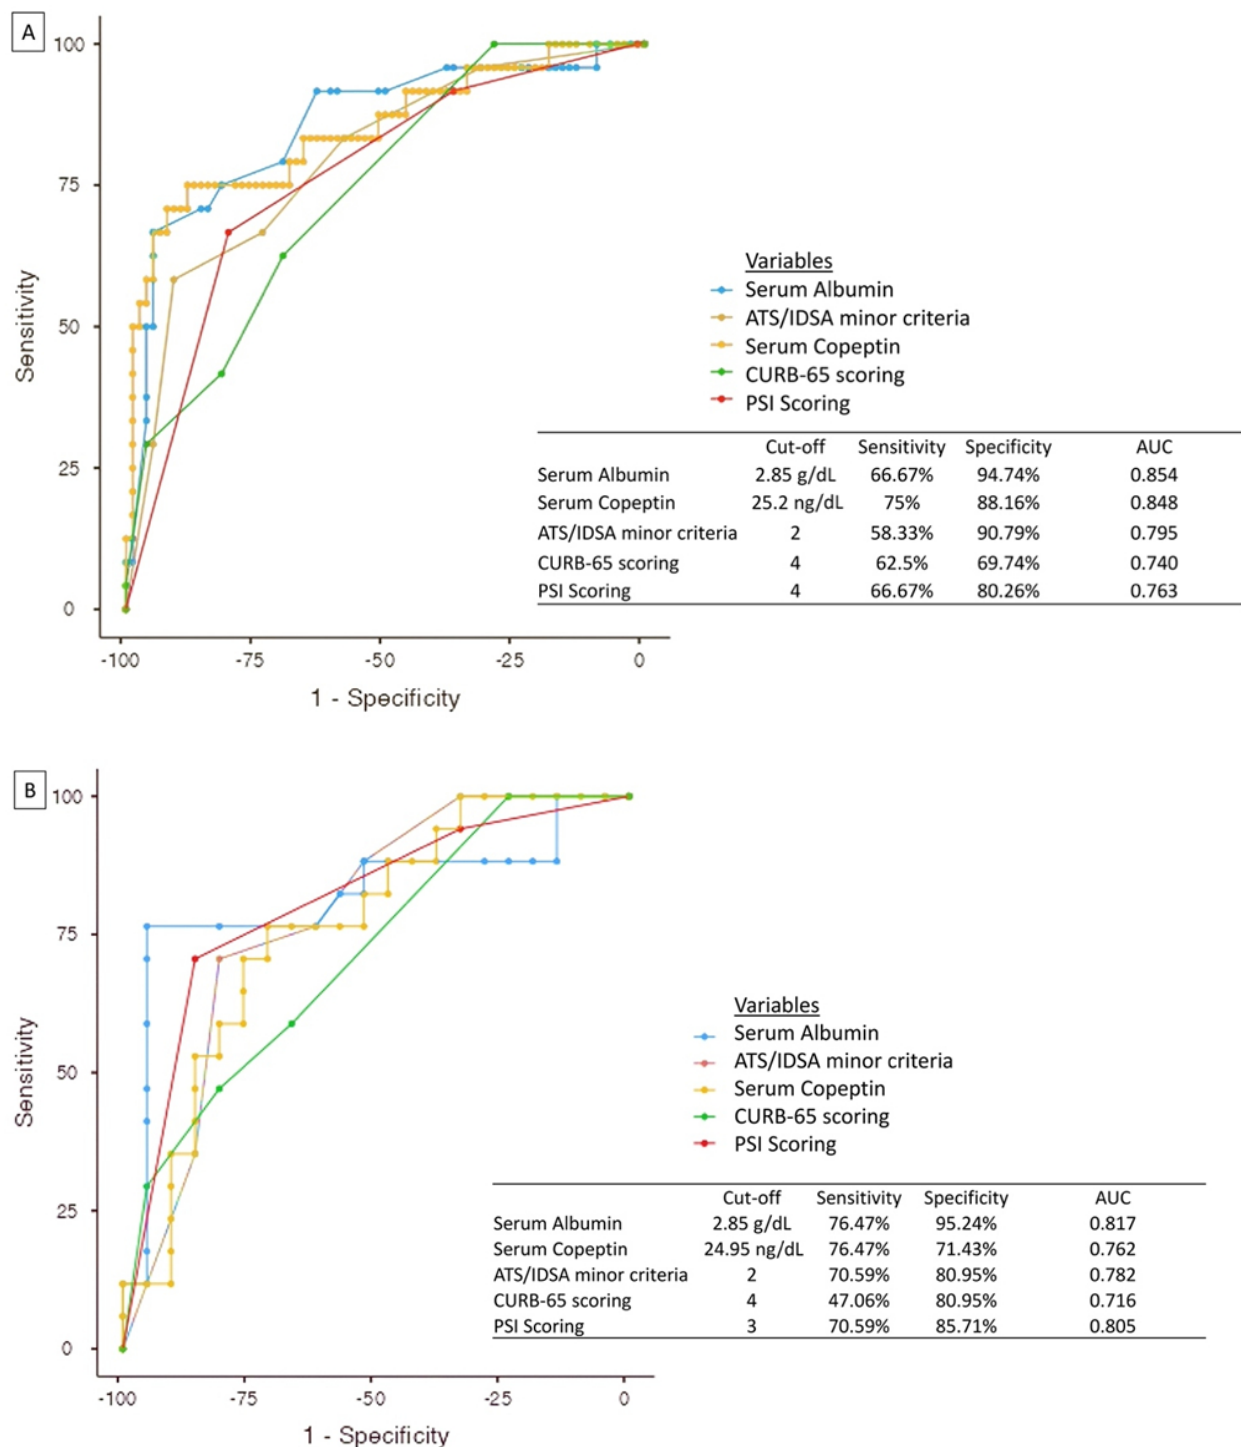 A
100
75
50
25
0
Sensitivity
-100 -75 -50 -25 0
1 - Specificity
Variables
Serum Albumin
ATS/IDSA minor criteria
Serum Copeptin
CURB-65 scoring
PSI Scoring
Cut-off Sensitivity Specificity AUC
Serum Albumin 2.85 g/dL 66.67% 94.74% 0.854
Serum Copeptin 25.2 ng/dL 75% 88.16% 0.848
ATS/IDSA minor criteria 2 58.33% 90.79% 0.795
CURB-65 scoring 4 62.5% 69.74% 0.740
PSI Scoring 4 66.67% 80.26% 0.763
B
100
75
50
25
0
Sensitivity
-100 -75 -50 -25 0
1 - Specificity
Variables
Serum Albumin
ATS/IDSA minor criteria
Serum Copeptin
CURB-65 scoring
PSI Scoring
Cut-off Sensitivity Specificity AUC
Serum Albumin 2.85 g/dL 76.47% 95.24% 0.817
Serum Copeptin 24.95 ng/dL 76.47% 71.43% 0.762
ATS/IDSA minor criteria 2 70.59% 80.95% 0.782
CURB-65 scoring 4 47.06% 80.95% 0.716
PSI Scoring 3 70.59% 85.71% 0.805